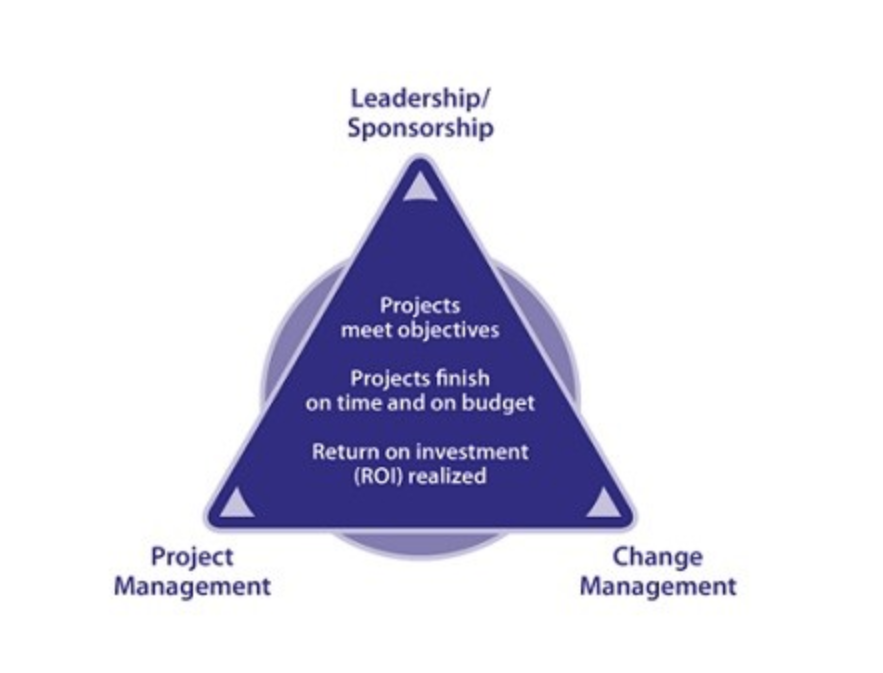 Leadership/
Sponsorship
Projects
meet objectives
Projects finish
on time and on budget
Return on investment
(ROI) realized
Project
Management
Change
Management